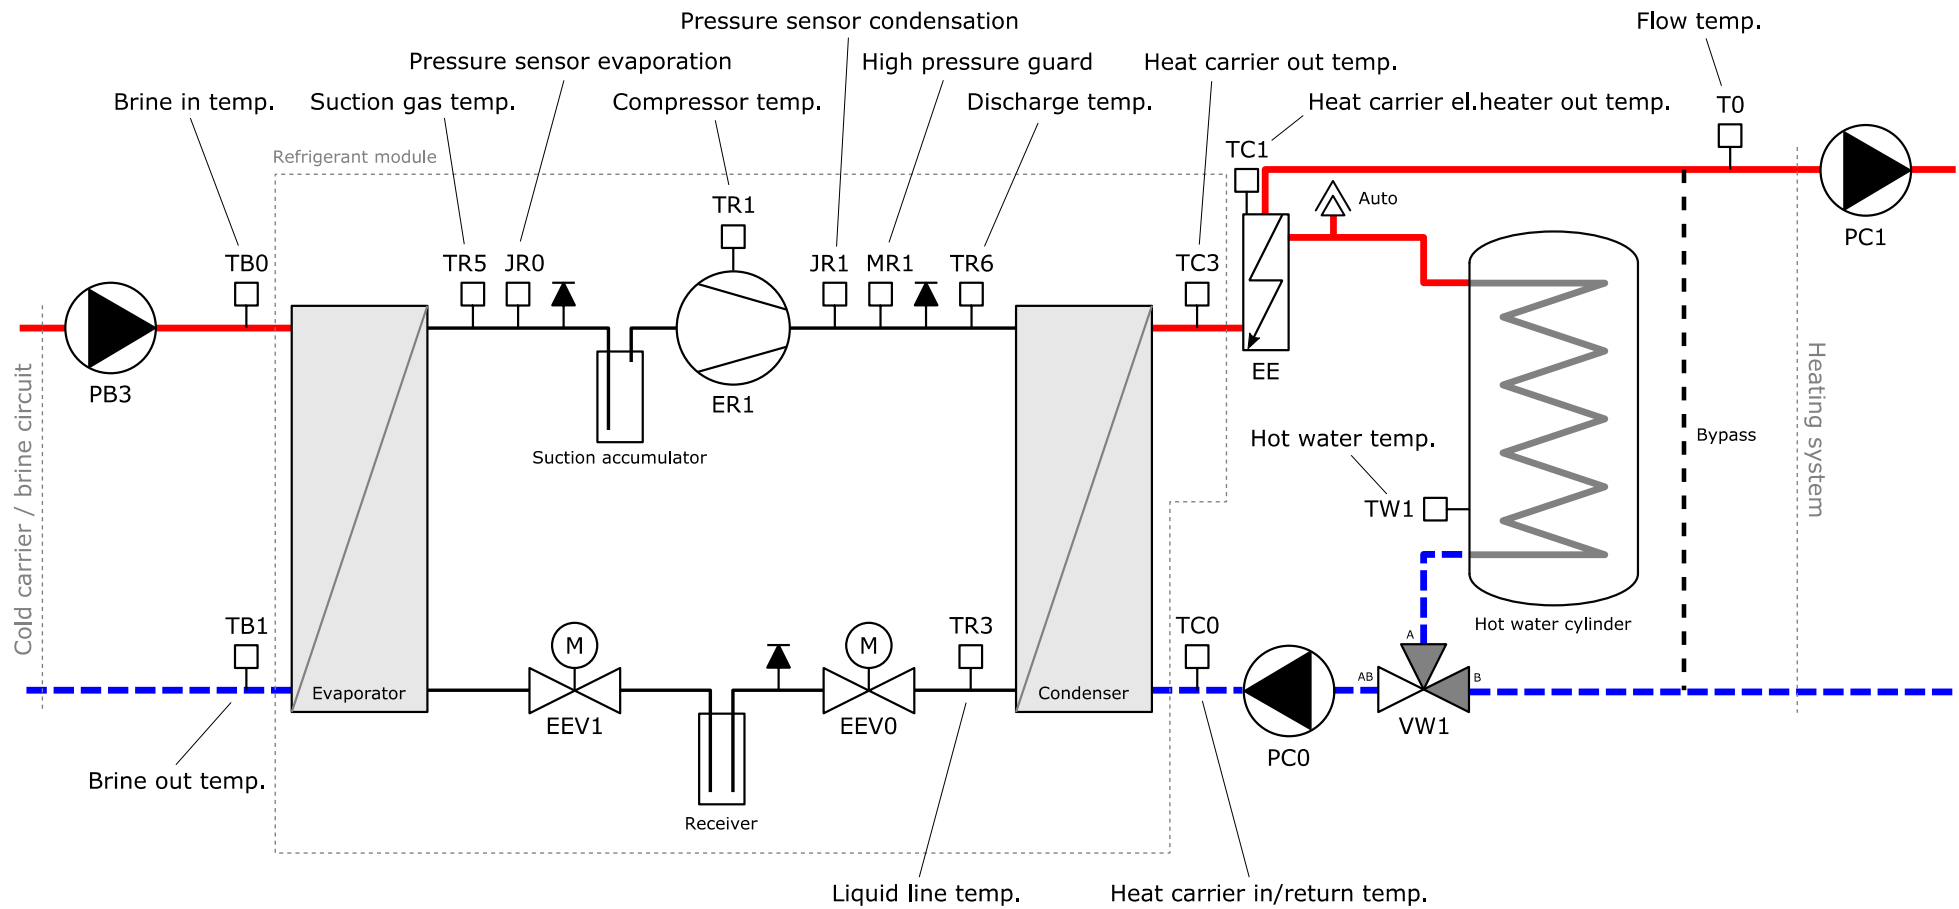 Pressure sensor condensation
Flow temp.
Pressure sensor evaporation
High pressure guard
Heat carrier out temp.
Brine in temp.
Suction gas temp.
Compressor temp.
Discharge temp.
Heat carrier el.heater out temp.
T0
Refrigerant module
TC1
Auto
TR1
PC1
TB0
TR5
JR0
JR1
MR1
TR6
TC3
PB3
ER1
EE
Cold carrier / brine circuit
Heating system
Suction accumulator
Hot water temp.
Bypass
TW1
Hot water cylinder
TB1
M
M
TR3
TC0
A
AB
B
Evaporator
Condenser
EEV1
EEV0
PC0
VW1
Brine out temp.
Receiver
Liquid line temp.
Heat carrier in/return temp.